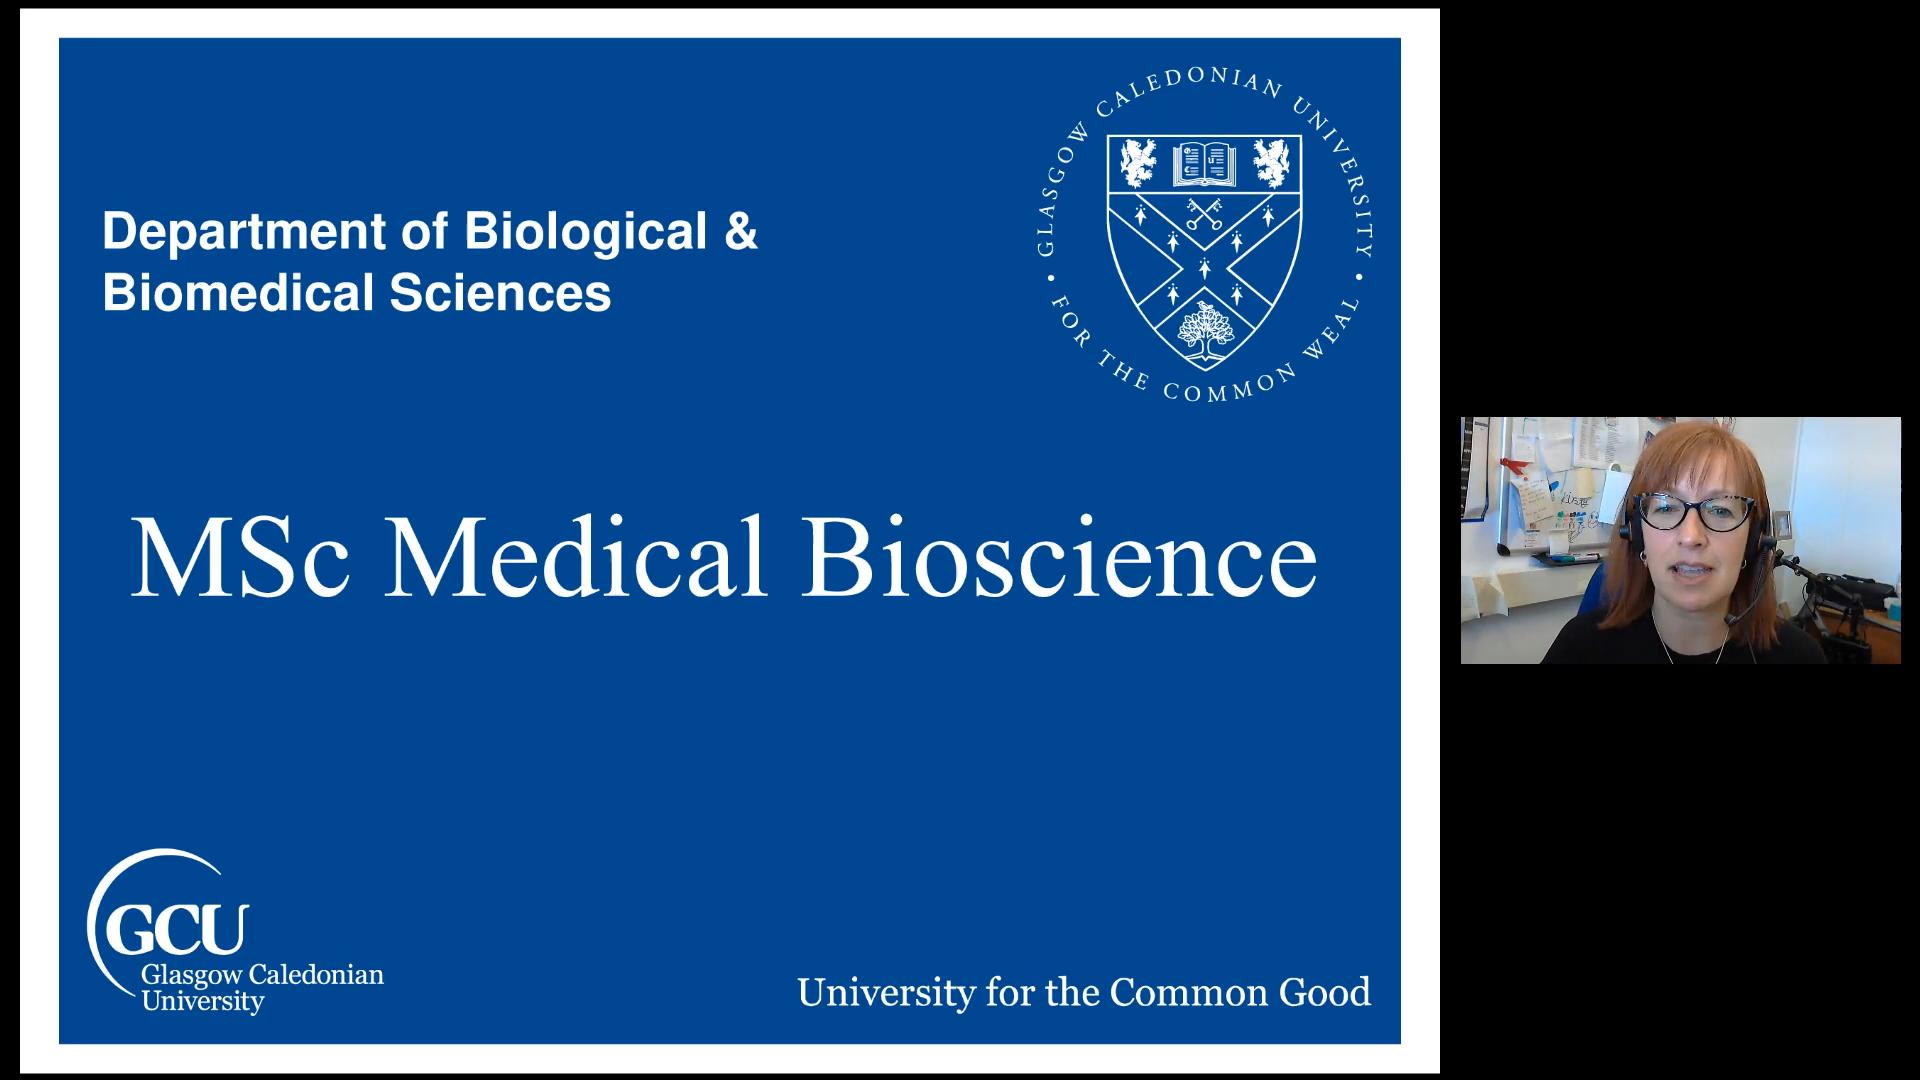 GLASGOW CALEDONIAN UNIVERSITY
• FOR THE COMMON WEAL •
Department of Biological &
Biomedical Sciences
MSc Medical Bioscience
GCU
Glasgow Caledonian
University
University for the Common Good